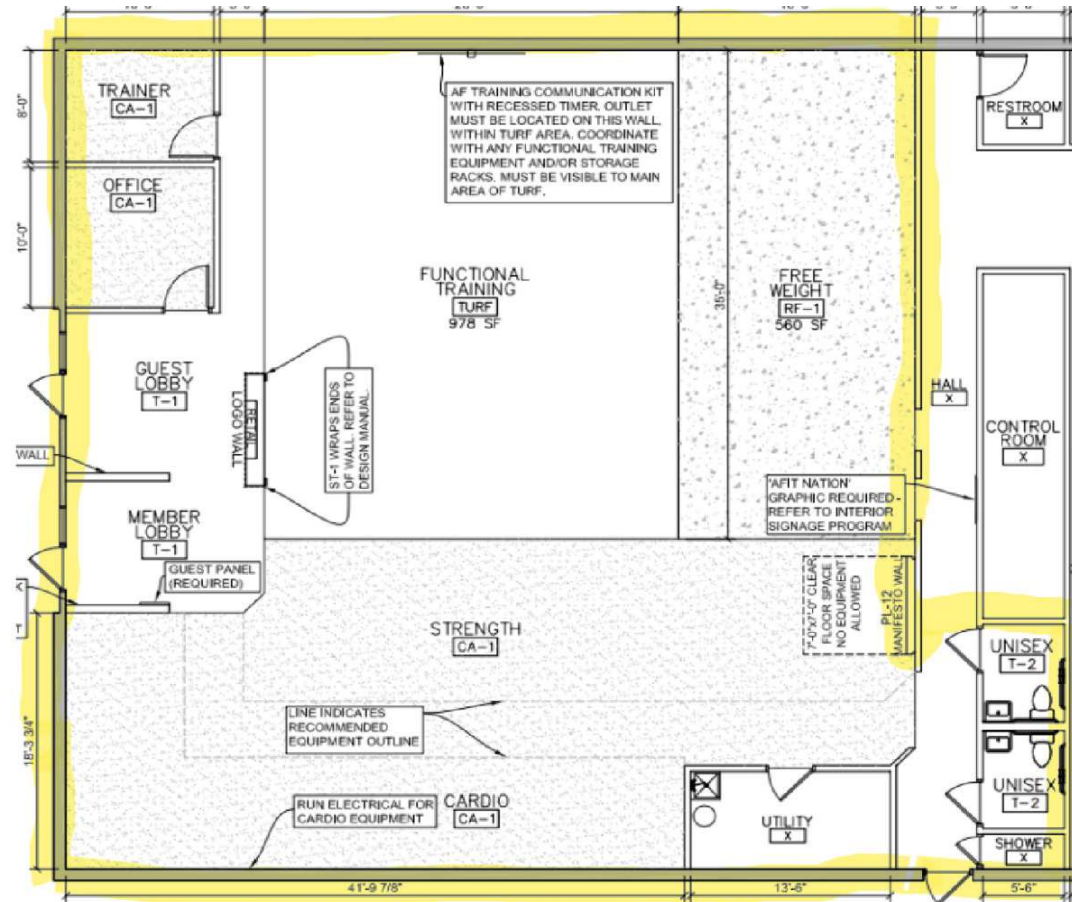 TRAINER
CA-1
8'-0"
OFFICE
CA-1
10'-0"
AF TRAINING COMMUNICATION KIT
WITH RECESSED TIMER. OUTLET
MUST BE LOCATED ON THIS WALL,
WITHIN TURF AREA. COORDINATE
WITH ANY FUNCTIONAL TRAINING
EQUIPMENT AND/OR STORAGE
RACKS. MUST BE VISIBLE TO MAIN
AREA OF TURF.
RESTROOM
X
FUNCTIONAL
TRAINING
TURF
978 SF
35'-0"
FREE
WEIGHT
RF-1
560 SF
GUEST
LOBBY
T-1
RETAIL
LOGO WALL
ST-1 WRAPS ENDS
OF WALL. REFER TO
DESIGN MANUAL.
HALL
X
CONTROL
ROOM
X
WALL
'AFIT NATION'
GRAPHIC REQUIRED -
REFER TO INTERIOR
SIGNAGE PROGRAM
MEMBER
LOBBY
T-1
GUEST PANEL
(REQUIRED)
7'-0"x7'-0" CLEAR
FLOOR SPACE
NO EQUIPMENT
ALLOWED
PL-12
MANIFESTO WALL
STRENGTH
CA-1
UNISEX
T-2
LINE INDICATES
RECOMMENDED
EQUIPMENT OUTLINE
18'-3 3/4"
UNISEX
T-2
RUN ELECTRICAL FOR
CARDIO EQUIPMENT
CARDIO
CA-1
UTILITY
X
SHOWER
X
41'-9 7/8"
13'-6"
5'-6"